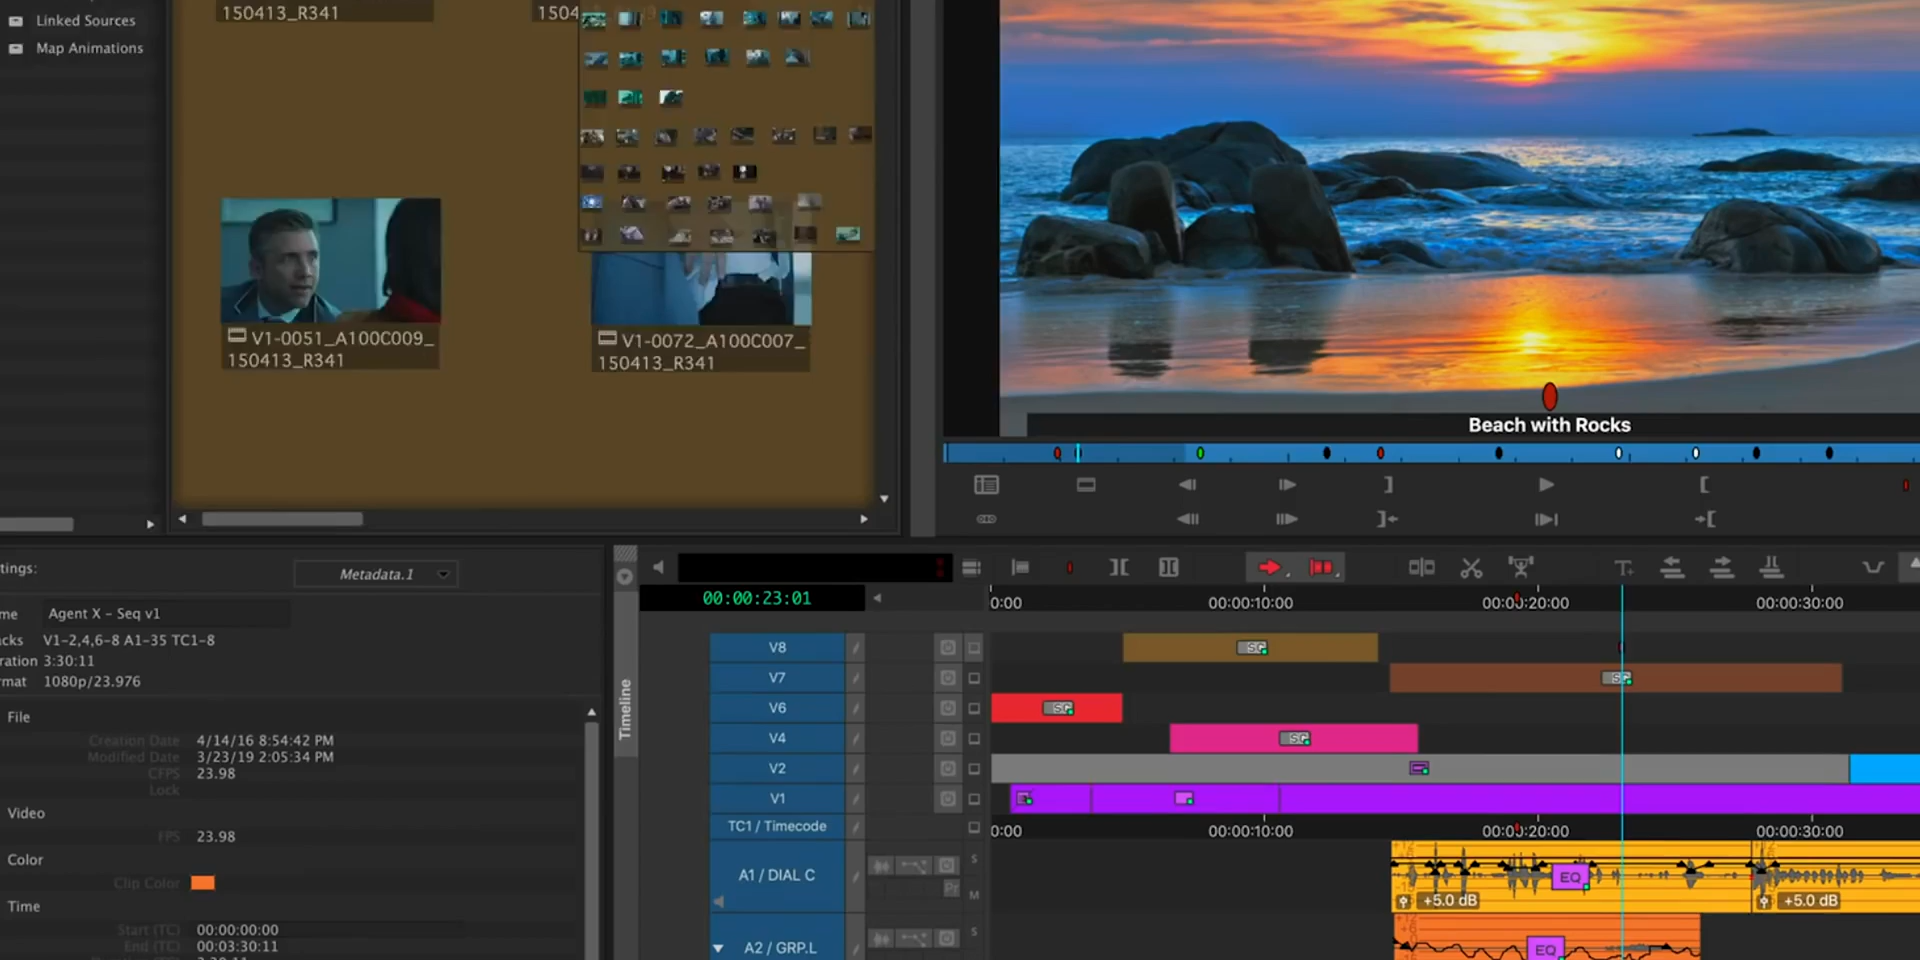 Linked Sources
Map Animations
150413_R341
1504
V1-0051_A100C009_
150413_R341
V1-0072_A100C007_
150413_R341
Beach with Rocks
tings:
Metadata.1
me
Agent X – Seq v1
acks
V1-2,4,6-8 A1-35 TC1-8
ration
3:30:11
rmat
1080p/23.976
File
Creation Date
4/14/16 8:54:42 PM
Modified Date
3/23/19 2:05:34 PM
CFPS
23.98
Lock
Video
FPS
23.98
Color
Clip Color
Time
Start (TC)
00:00:00:00
End (TC)
00:03:30:11
Timeline
00:00:23:01
0:00
00:00:10:00
00:00:20:00
00:00:30:00
V8
V7
V6
V4
V2
V1
TC1 / Timecode
0:00
00:00:10:00
00:00:20:00
00:00:30:00
A1 / DIAL C
Pr
S
M
EQ
+5.0 dB
+5.0 dB
A2 / GRP.L
S
EQ